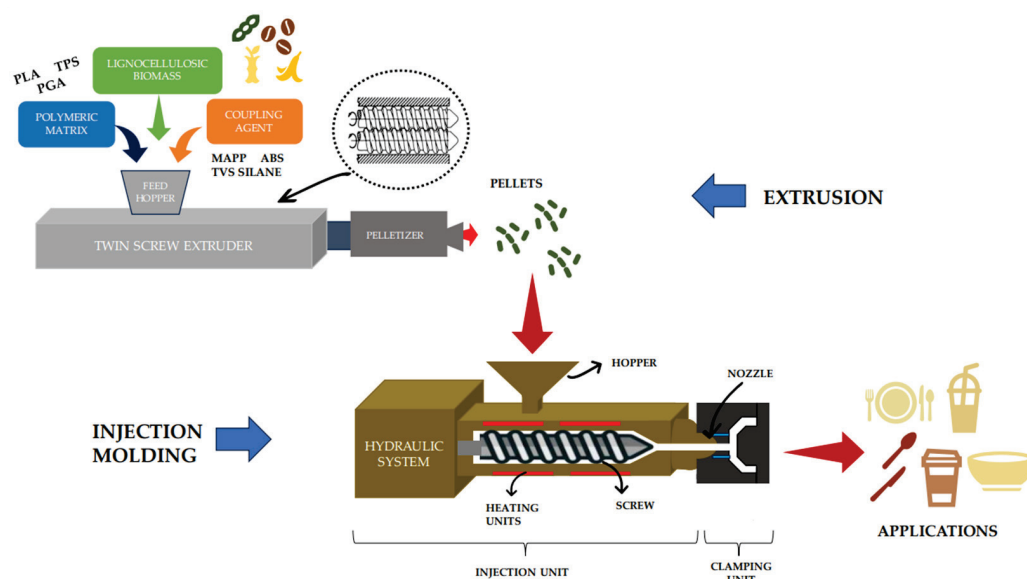 PLA TPS
PGA
LIGNOCELLULOSIC
BIOMASS
POLYMERIC
MATRIX
COUPLING
AGENT
MAPP ABS
TVS SILANE
FEED
HOPPER
TWIN SCREW EXTRUDER
PELLETIZER
PELLETS
EXTRUSION
HOPPER
NOZZLE
INJECTION
MOLDING
HYDRAULIC
SYSTEM
HEATING
UNITS
SCREW
APPLICATIONS
INJECTION UNIT
CLAMPING
UNIT